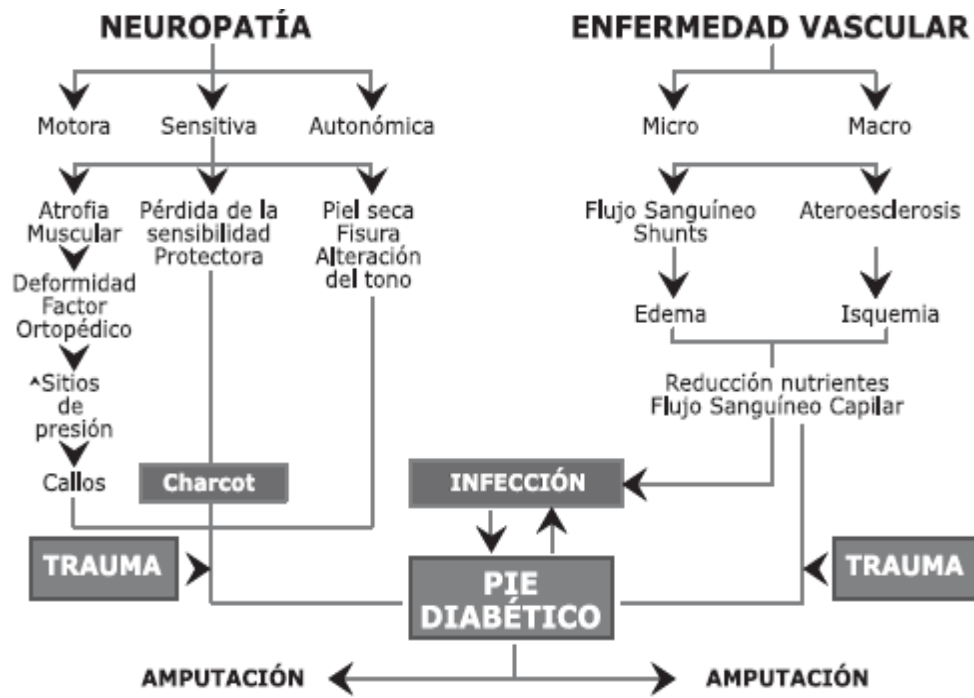 NEUROPATÍA
ENFERMEDAD VASCULAR
Motora
Sensitiva
Autonómica
Micro
Macro
Atrofia
Muscular
Pérdida de la
sensibilidad
Protectora
Piel seca
Fisura
Alteración
del tono
Flujo Sanguíneo
Shunts
Ateroesclerosis
Deformidad
Factor
Ortopédico
Edema
Isquemia
^Sitios
de
presión
Reducción nutrientes
Flujo Sanguíneo Capilar
Callos
Charcot
INFECCIÓN
TRAUMA
PIE
DIABÉTICO
TRAUMA
AMPUTACIÓN
AMPUTACIÓN